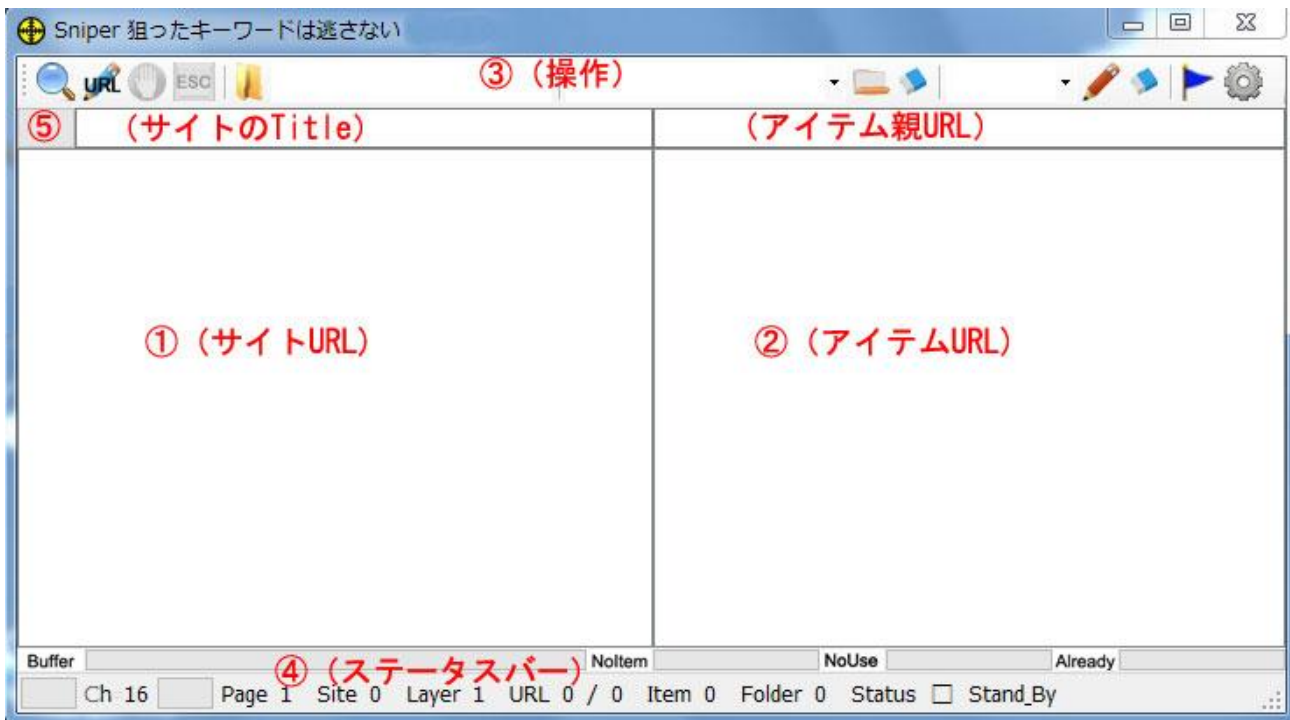 Sniper 狙ったキーワードは逃さない
URL ESC ③（操作）
⑤ （サイトのTitle） （アイテム親URL）
①（サイトURL） ②（アイテムURL）
Buffer NoItem NoUse Already
④（ステータスバー）
Ch 16 Page 1 Site 0 Layer 1 URL 0 / 0 Item 0 Folder 0 Status □ Stand_By